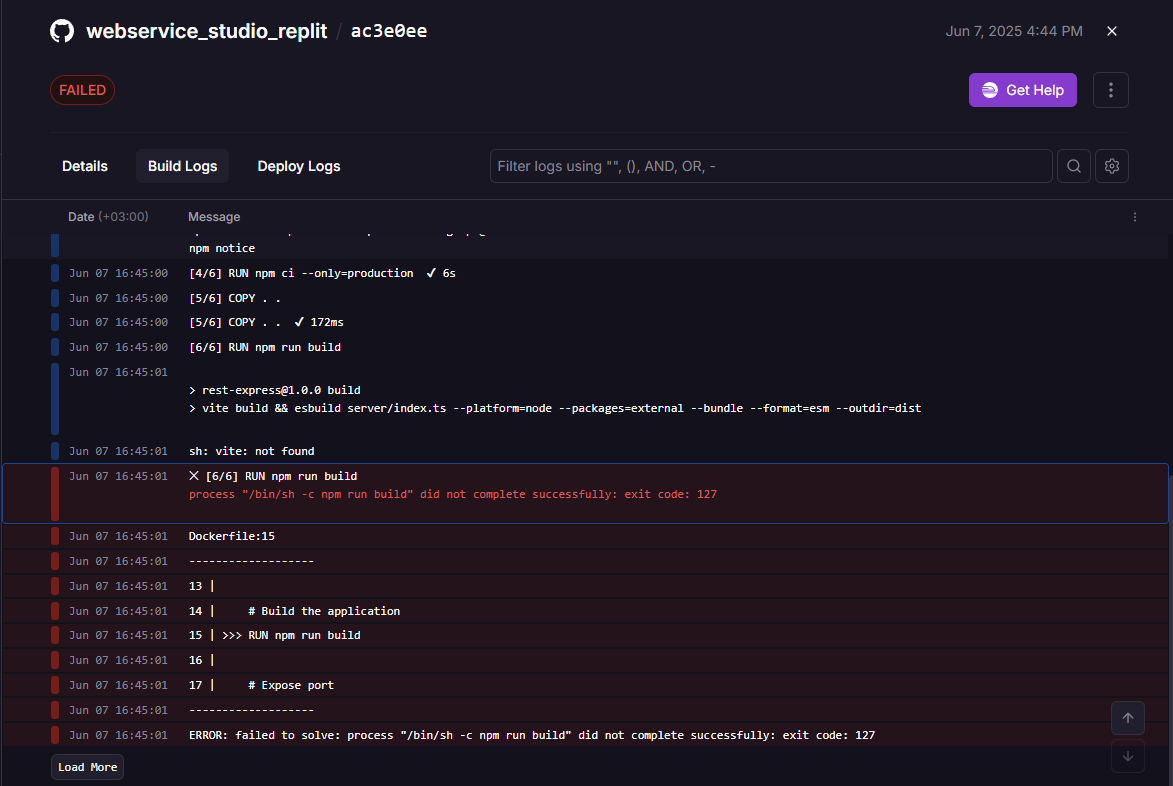 webservice_studio_replit / ac3e0ee
Jun 7, 2025 4:44 PM
FAILED
Get Help
Details
Build Logs
Deploy Logs
Filter logs using "", (), AND, OR, -
Date (+03:00) Message
npm notice
Jun 07 16:45:00 [4/6] RUN npm ci --only=production ✔ 6s
Jun 07 16:45:00 [5/6] COPY . .
Jun 07 16:45:00 [5/6] COPY . . ✔ 172ms
Jun 07 16:45:00 [6/6] RUN npm run build
Jun 07 16:45:01
> rest-express@1.0.0 build
> vite build && esbuild server/index.ts --platform=node --packages=external --bundle --format=esm --outdir=dist
Jun 07 16:45:01 sh: vite: not found
Jun 07 16:45:01 ✕ [6/6] RUN npm run build
process "/bin/sh -c npm run build" did not complete successfully: exit code: 127
Jun 07 16:45:01 Dockerfile:15
Jun 07 16:45:01 -------------------
Jun 07 16:45:01 13 |
Jun 07 16:45:01 14 | # Build the application
Jun 07 16:45:01 15 | >>> RUN npm run build
Jun 07 16:45:01 16 |
Jun 07 16:45:01 17 | # Expose port
Jun 07 16:45:01 -------------------
Jun 07 16:45:01 ERROR: failed to solve: process "/bin/sh -c npm run build" did not complete successfully: exit code: 127
Load More